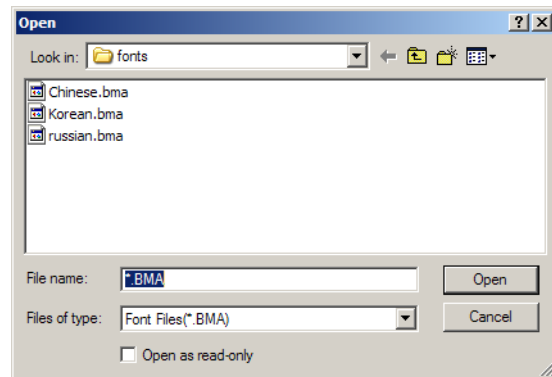 Open
Look in: fonts
Chinese.bma
Korean.bma
russian.bma
File name: *.BMA Open
Files of type: Font Files(*.BMA) Cancel
Open as read-only